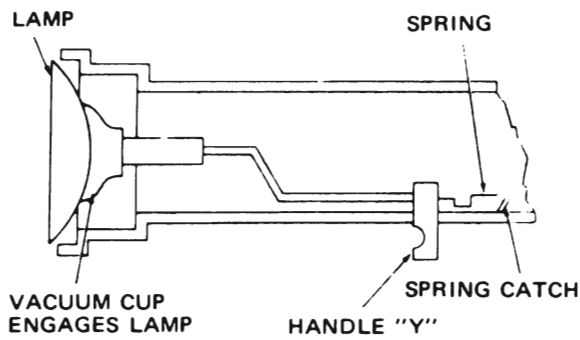 LAMP
SPRING
VACUUM CUP
ENGAGES LAMP
HANDLE "Y"
SPRING CATCH